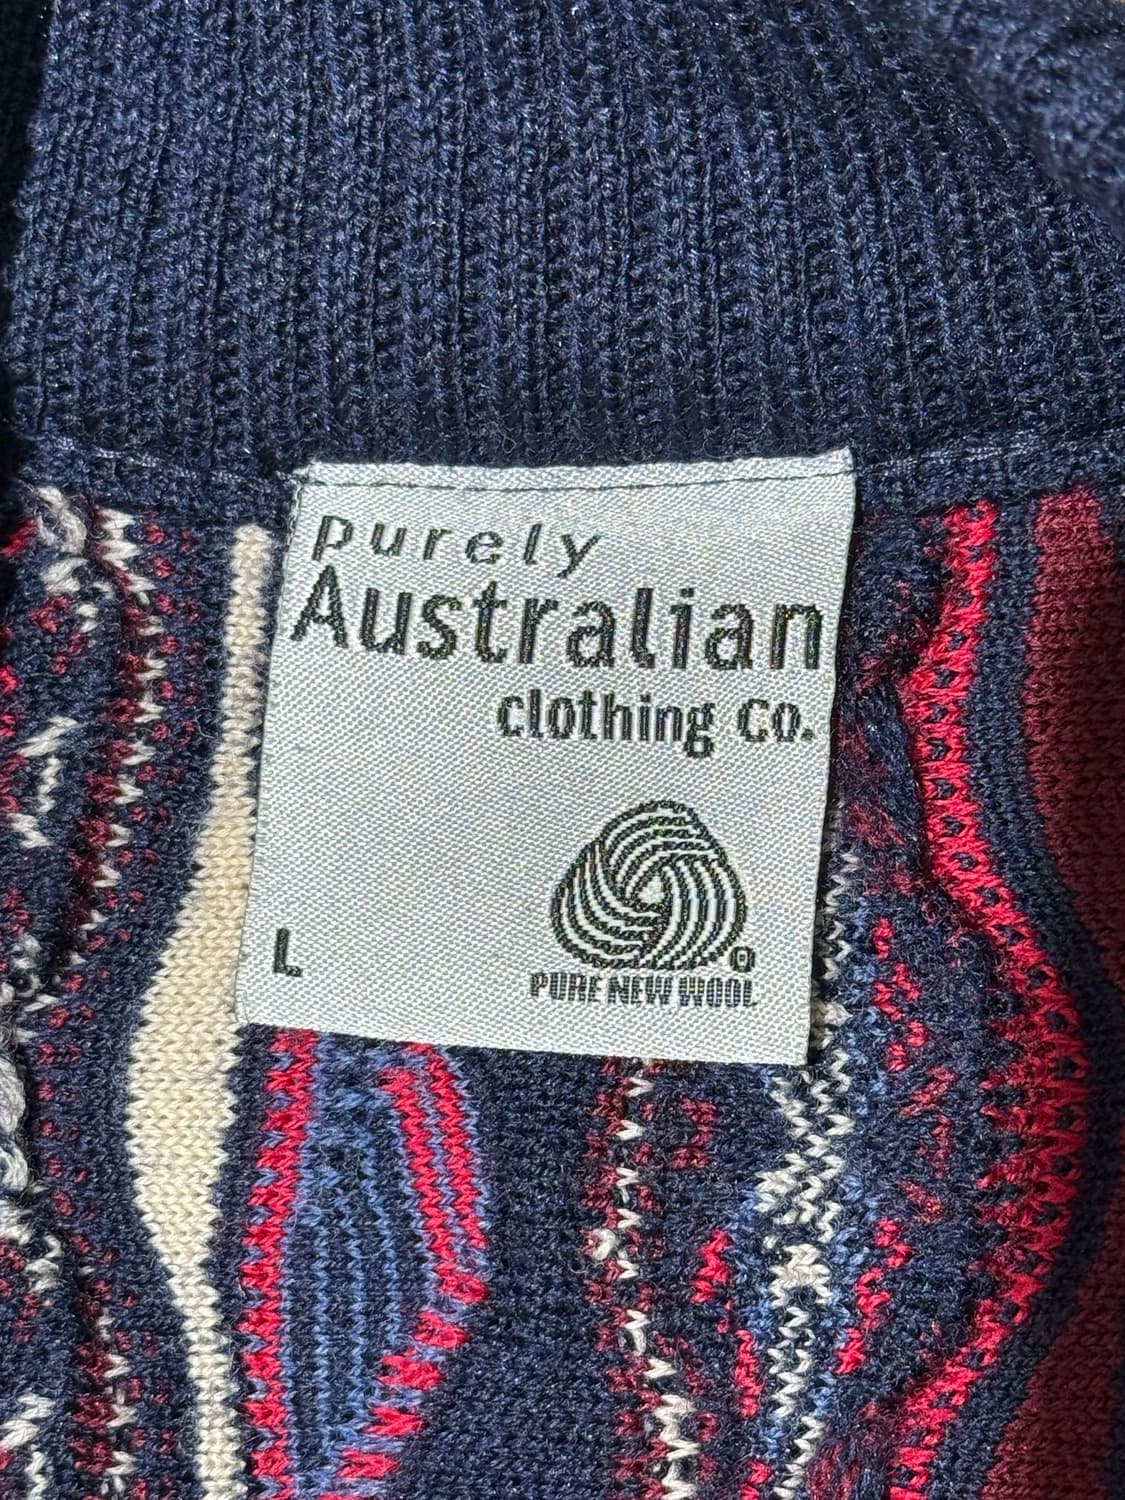 purely
Australian
clothing co.
L
PURE NEW WOOL